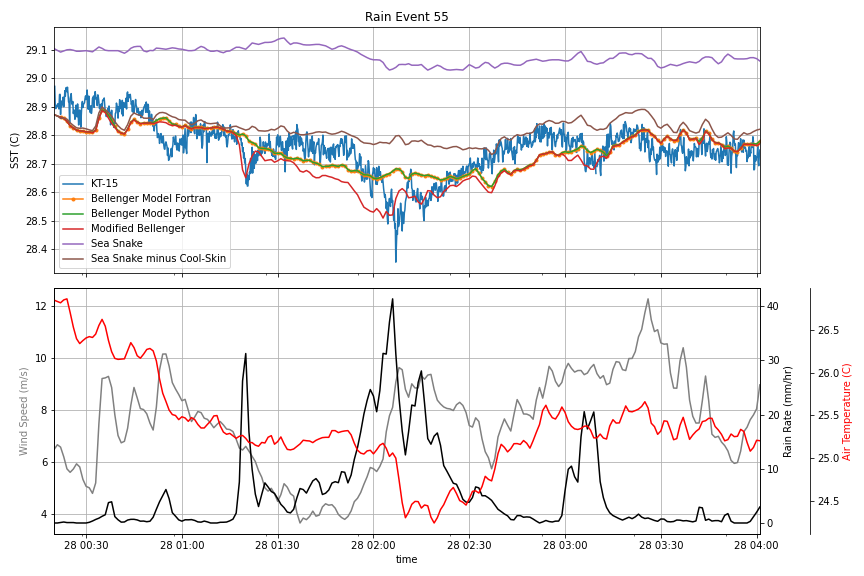 Rain Event 55
29.1
29.0
28.9
28.8
28.7
28.6
28.5
28.4
SST (C)
KT-15
Bellenger Model Fortran
Bellenger Model Python
Modified Bellenger
Sea Snake
Sea Snake minus Cool-Skin
12
10
8
6
4
Wind Speed (m/s)
40
30
20
10
0
Rain Rate (mm/hr)
26.5
26.0
25.5
25.0
24.5
Air Temperature (C)
28 00:30
28 01:00
28 01:30
28 02:00
28 02:30
28 03:00
28 03:30
28 04:00
time